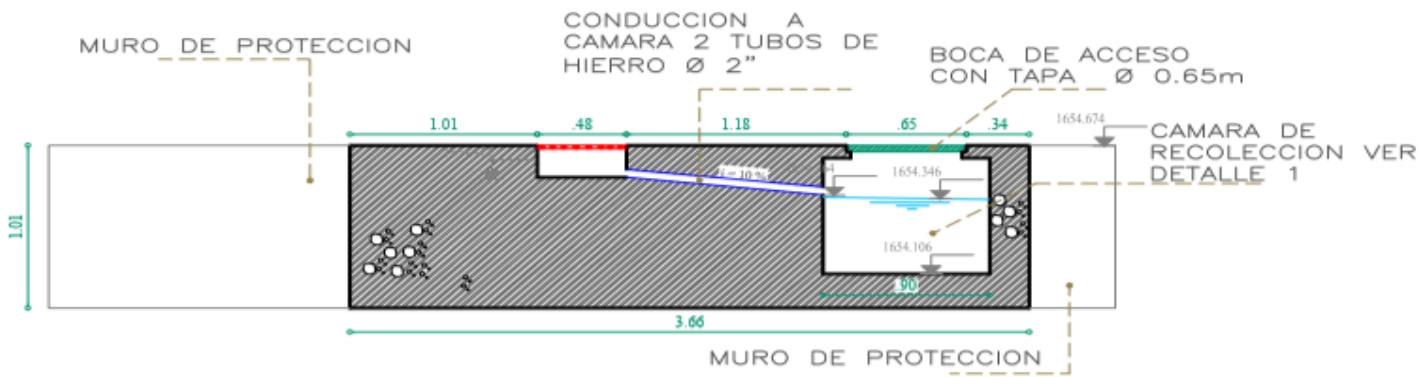 CONDUCCION A
CAMARA 2 TUBOS DE
HIERRO Ø 2”
MURO DE PROTECCION
BOCA DE ACCESO
CON TAPA Ø 0.65m
1.01
.48
1.18
.65
.34
1654.674
CAMARA DE
RECOLECCION VER
DETALLE 1
i = 10 %
1654.346
1.01
1654.106
.90
3.66
MURO DE PROTECCION